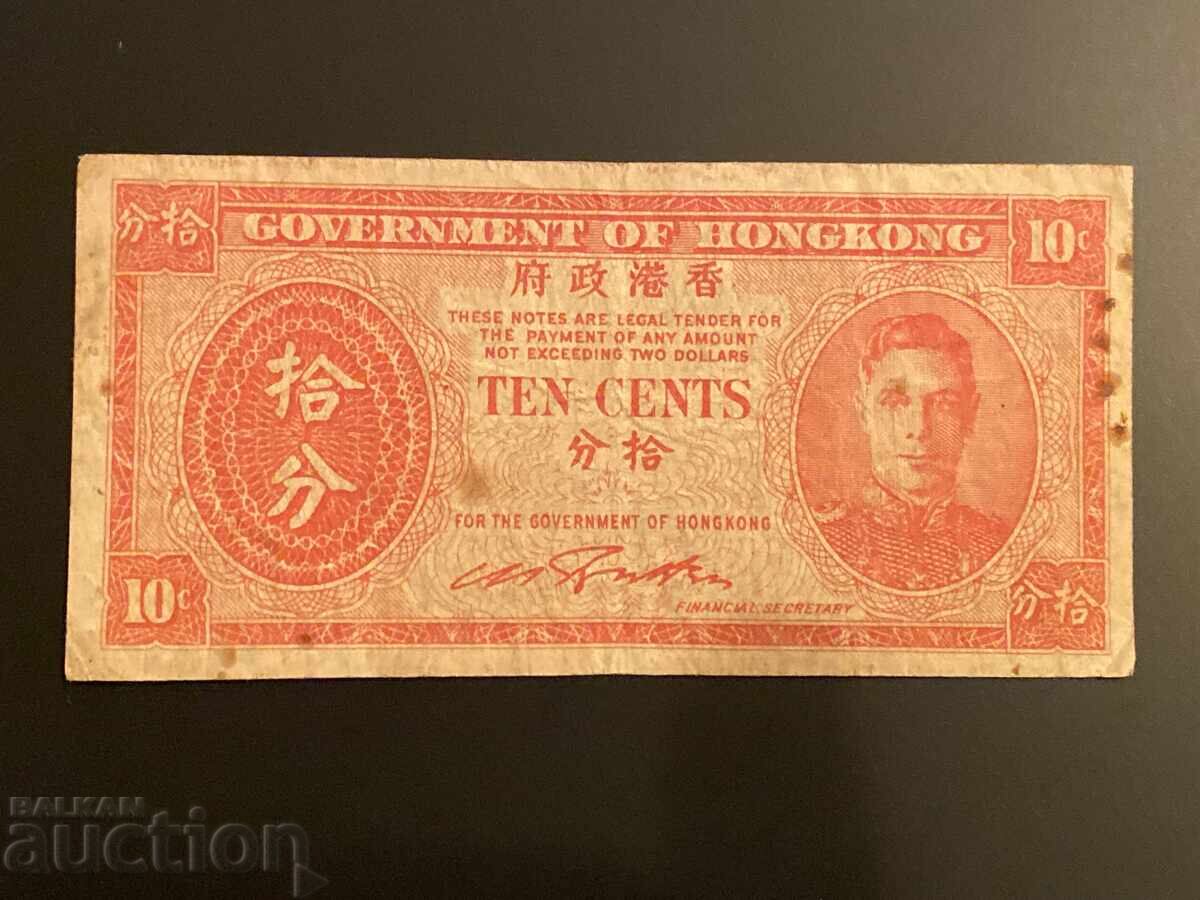 分拾
GOVERNMENT OF HONGKONG
10c
府政港香
THESE NOTES ARE LEGAL TENDER FOR
THE PAYMENT OF ANY AMOUNT
NOT EXCEEDING TWO DOLLARS
拾
分
TEN CENTS
分拾
FOR THE GOVERNMENT OF HONGKONG
10c
FINANCIAL SECRETARY
分拾
BALKAN
auction